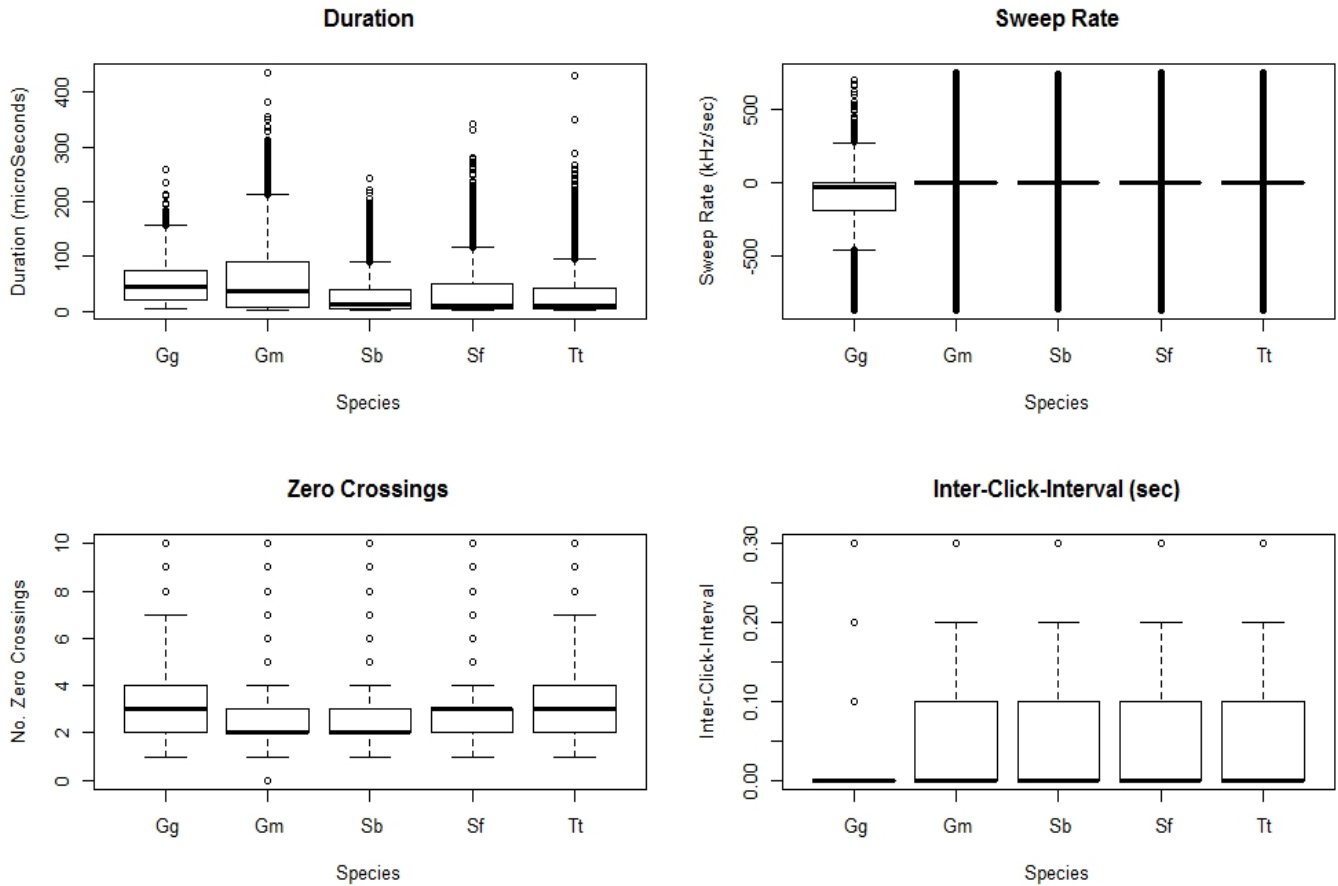 Duration
Duration (microSeconds)
400
300
200
100
0
Gg Gm Sb Sf Tt
Species
Sweep Rate
Sweep Rate (kHz/sec)
500
0
-500
Gg Gm Sb Sf Tt
Species
Zero Crossings
No. Zero Crossings
10
8
6
4
2
0
Gg Gm Sb Sf Tt
Species
Inter-Click-Interval (sec)
Inter-Click-Interval
0.30
0.20
0.10
0.00
Gg Gm Sb Sf Tt
Species